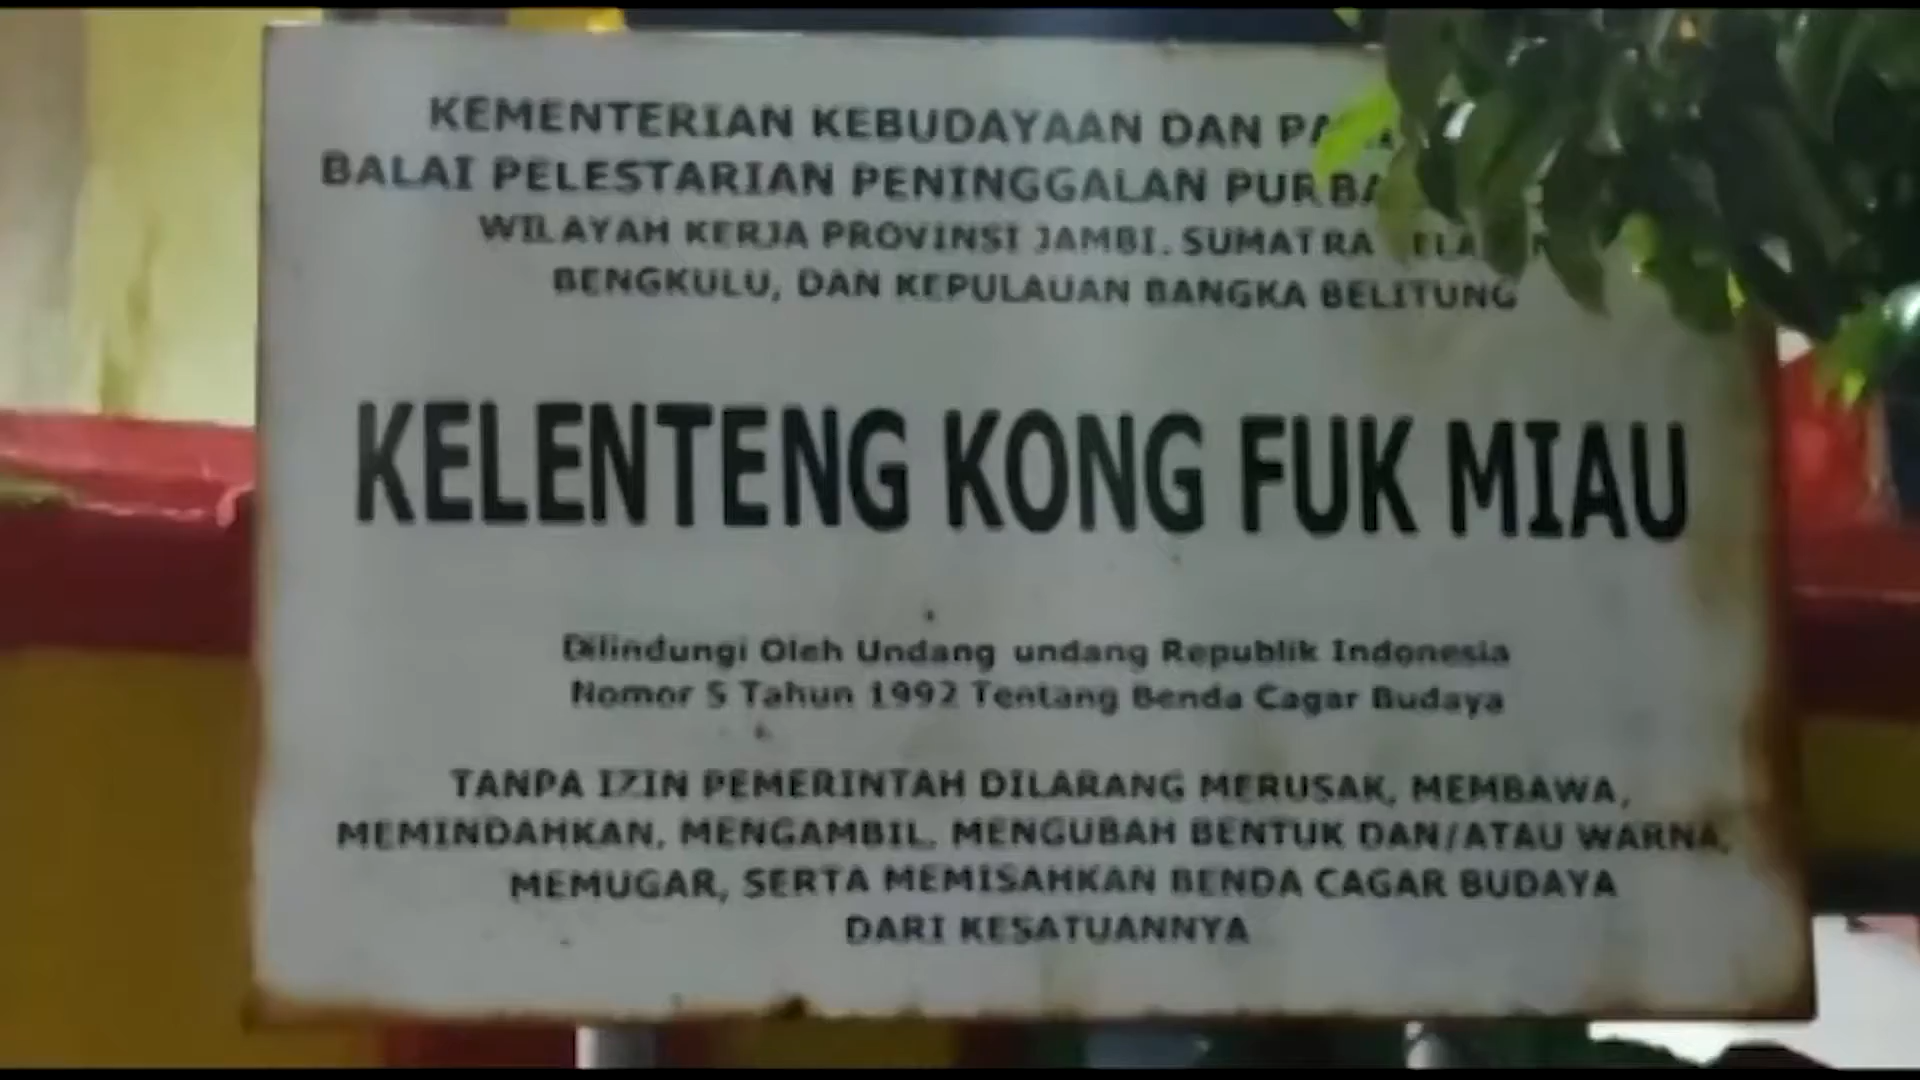 KEMENTERIAN KEBUDAYAAN DAN
BALAI PELESTARIAN PENINGGALAN
WILAYAH KERJA PROVINSI JAMBI. SUMATRA
BENGKULU, DAN KEPULAUAN BANGKA BELITUNG
KELENTENG KONG FUK MIAU
Dilindungi Oleh Undang undang Republik Indonesia
Nomor 5 Tahun 1992 Tentang Benda Cagar Budaya
TANPA IZIN PEMERINTAH DILARANG MERUSAK, MEMBAWA,
MEMINDAHKAN, MENGAMBIL, MENGUBAH BENTUK DAN/ATAU WARNA,
MEMUGAR, SERTA MEMISAHKAN BENDA CAGAR BUDAYA
DARI KESATUANNYA